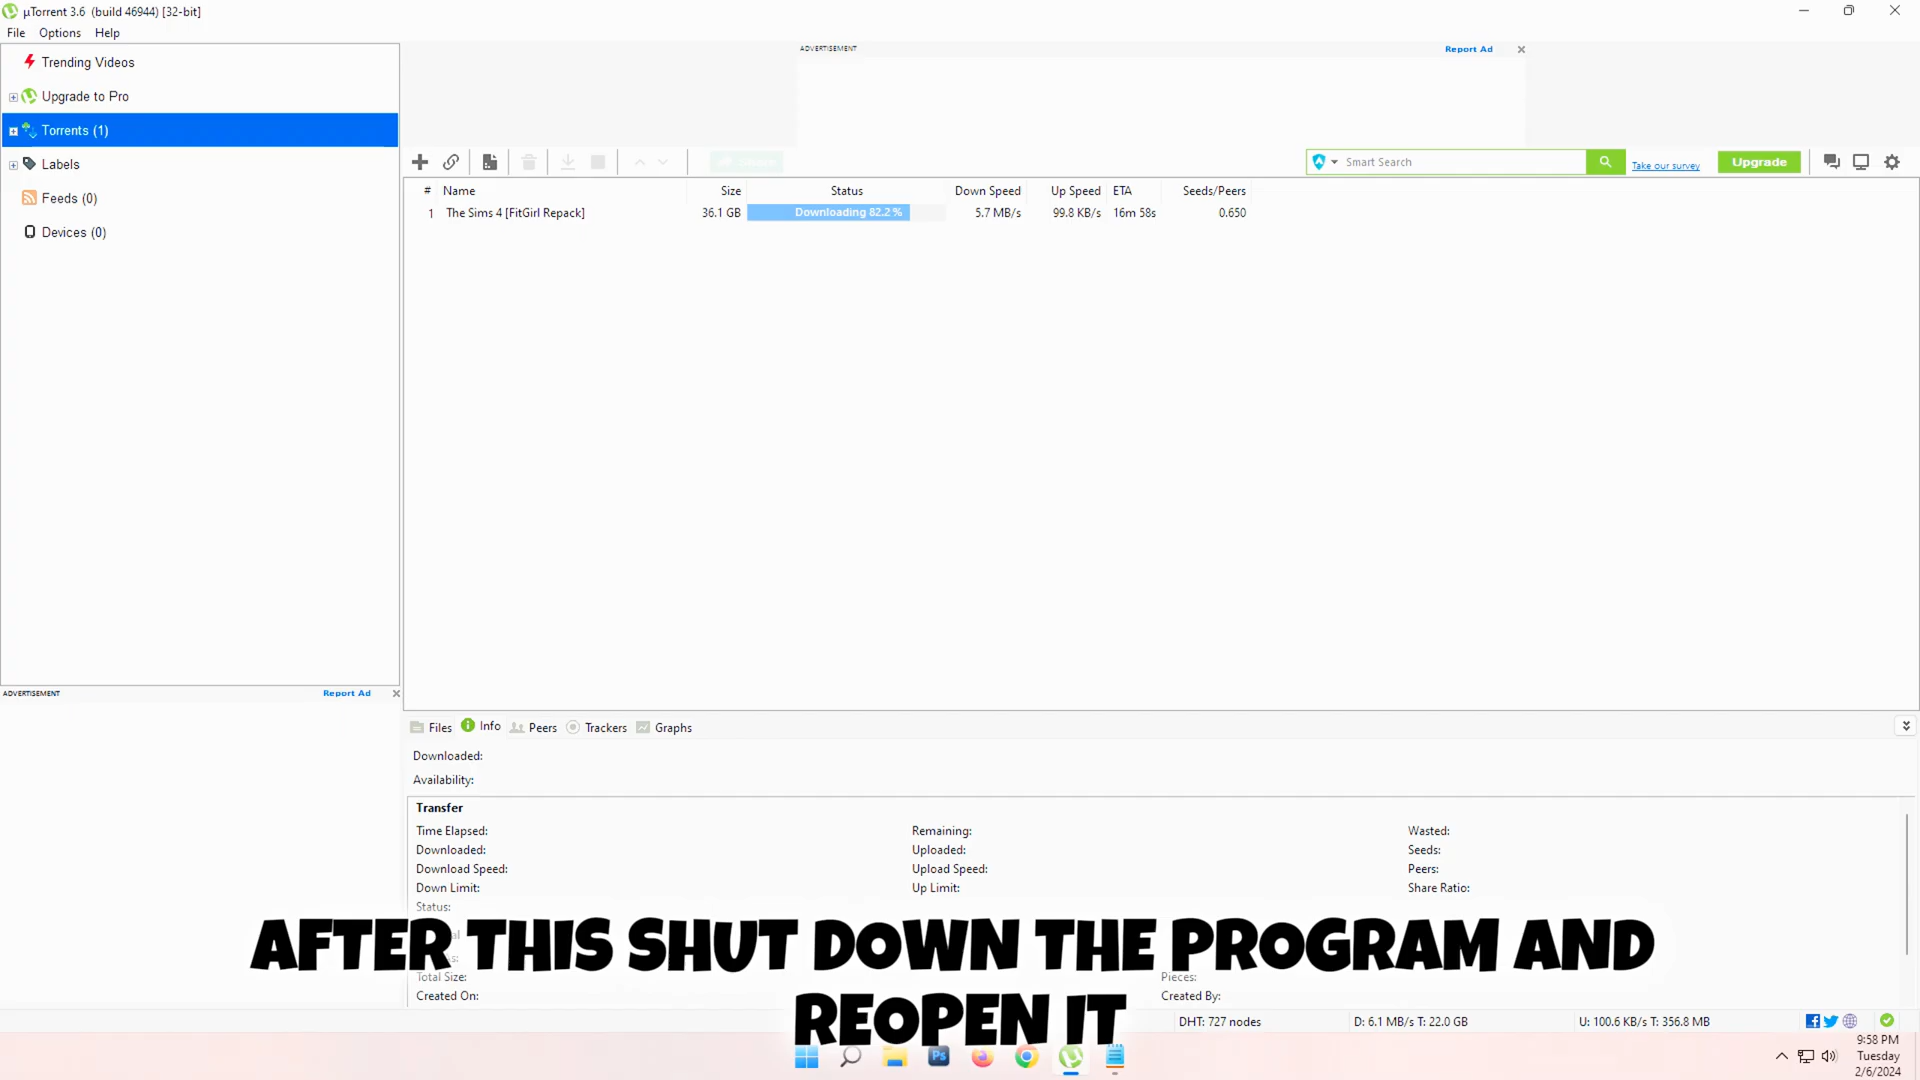 µTorrent 3.6 (build 46944) [32-bit]
File Options Help
Trending Videos
Upgrade to Pro
Torrents (1)
Labels
Feeds (0)
Devices (0)
ADVERTISEMENT Report Ad
ADVERTISEMENT Report Ad
Smart Search Take our survey Upgrade
# Name Size Status Down Speed Up Speed ETA Seeds/Peers
1 The Sims 4 [FitGirl Repack] 36.1 GB Downloading 82.2 % 5.7 MB/s 99.8 KB/s 16m 58s 0.650
Files Info Peers Trackers Graphs
Downloaded:
Availability:
Transfer
Time Elapsed: Remaining: Wasted:
Downloaded: Uploaded: Seeds:
Download Speed: Upload Speed: Peers:
Down Limit: Up Limit: Share Ratio:
Status:
AFTER THIS SHUT DOWN THE PROGRAM AND
REOPEN IT
Total Size: Pieces:
Created On: Created By:
DHT: 727 nodes D: 6.1 MB/s T: 22.0 GB U: 100.6 KB/s T: 356.8 MB
Ps
9:58 PM
Tuesday
2/6/2024